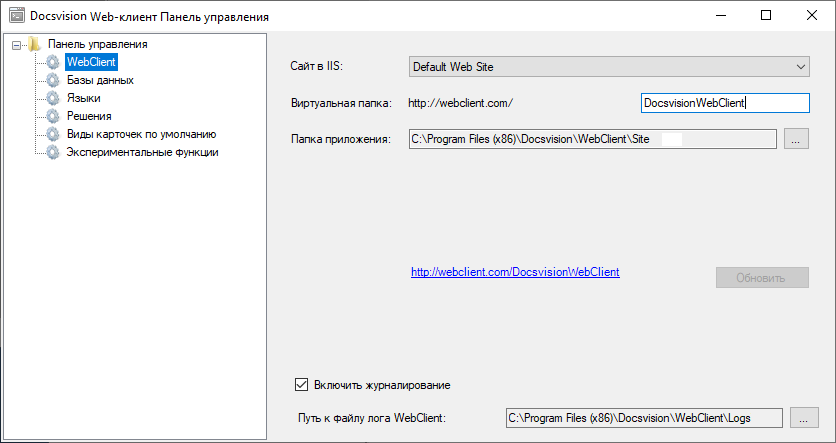 Docsvision Web-клиент Панель управления
Панель управления
WebClient
Базы данных
Языки
Решения
Виды карточек по умолчанию
Экспериментальные функции
Сайт в IIS: Default Web Site
Виртуальная папка: http://webclient.com/ DocsvisionWebClient
Папка приложения: C:\Program Files (x86)\Docsvision\WebClient\Site ...
http://webclient.com/DocsvisionWebClient
Обновить
Включить журналирование
Путь к файлу лога WebClient: C:\Program Files (x86)\Docsvision\WebClient\Logs ...